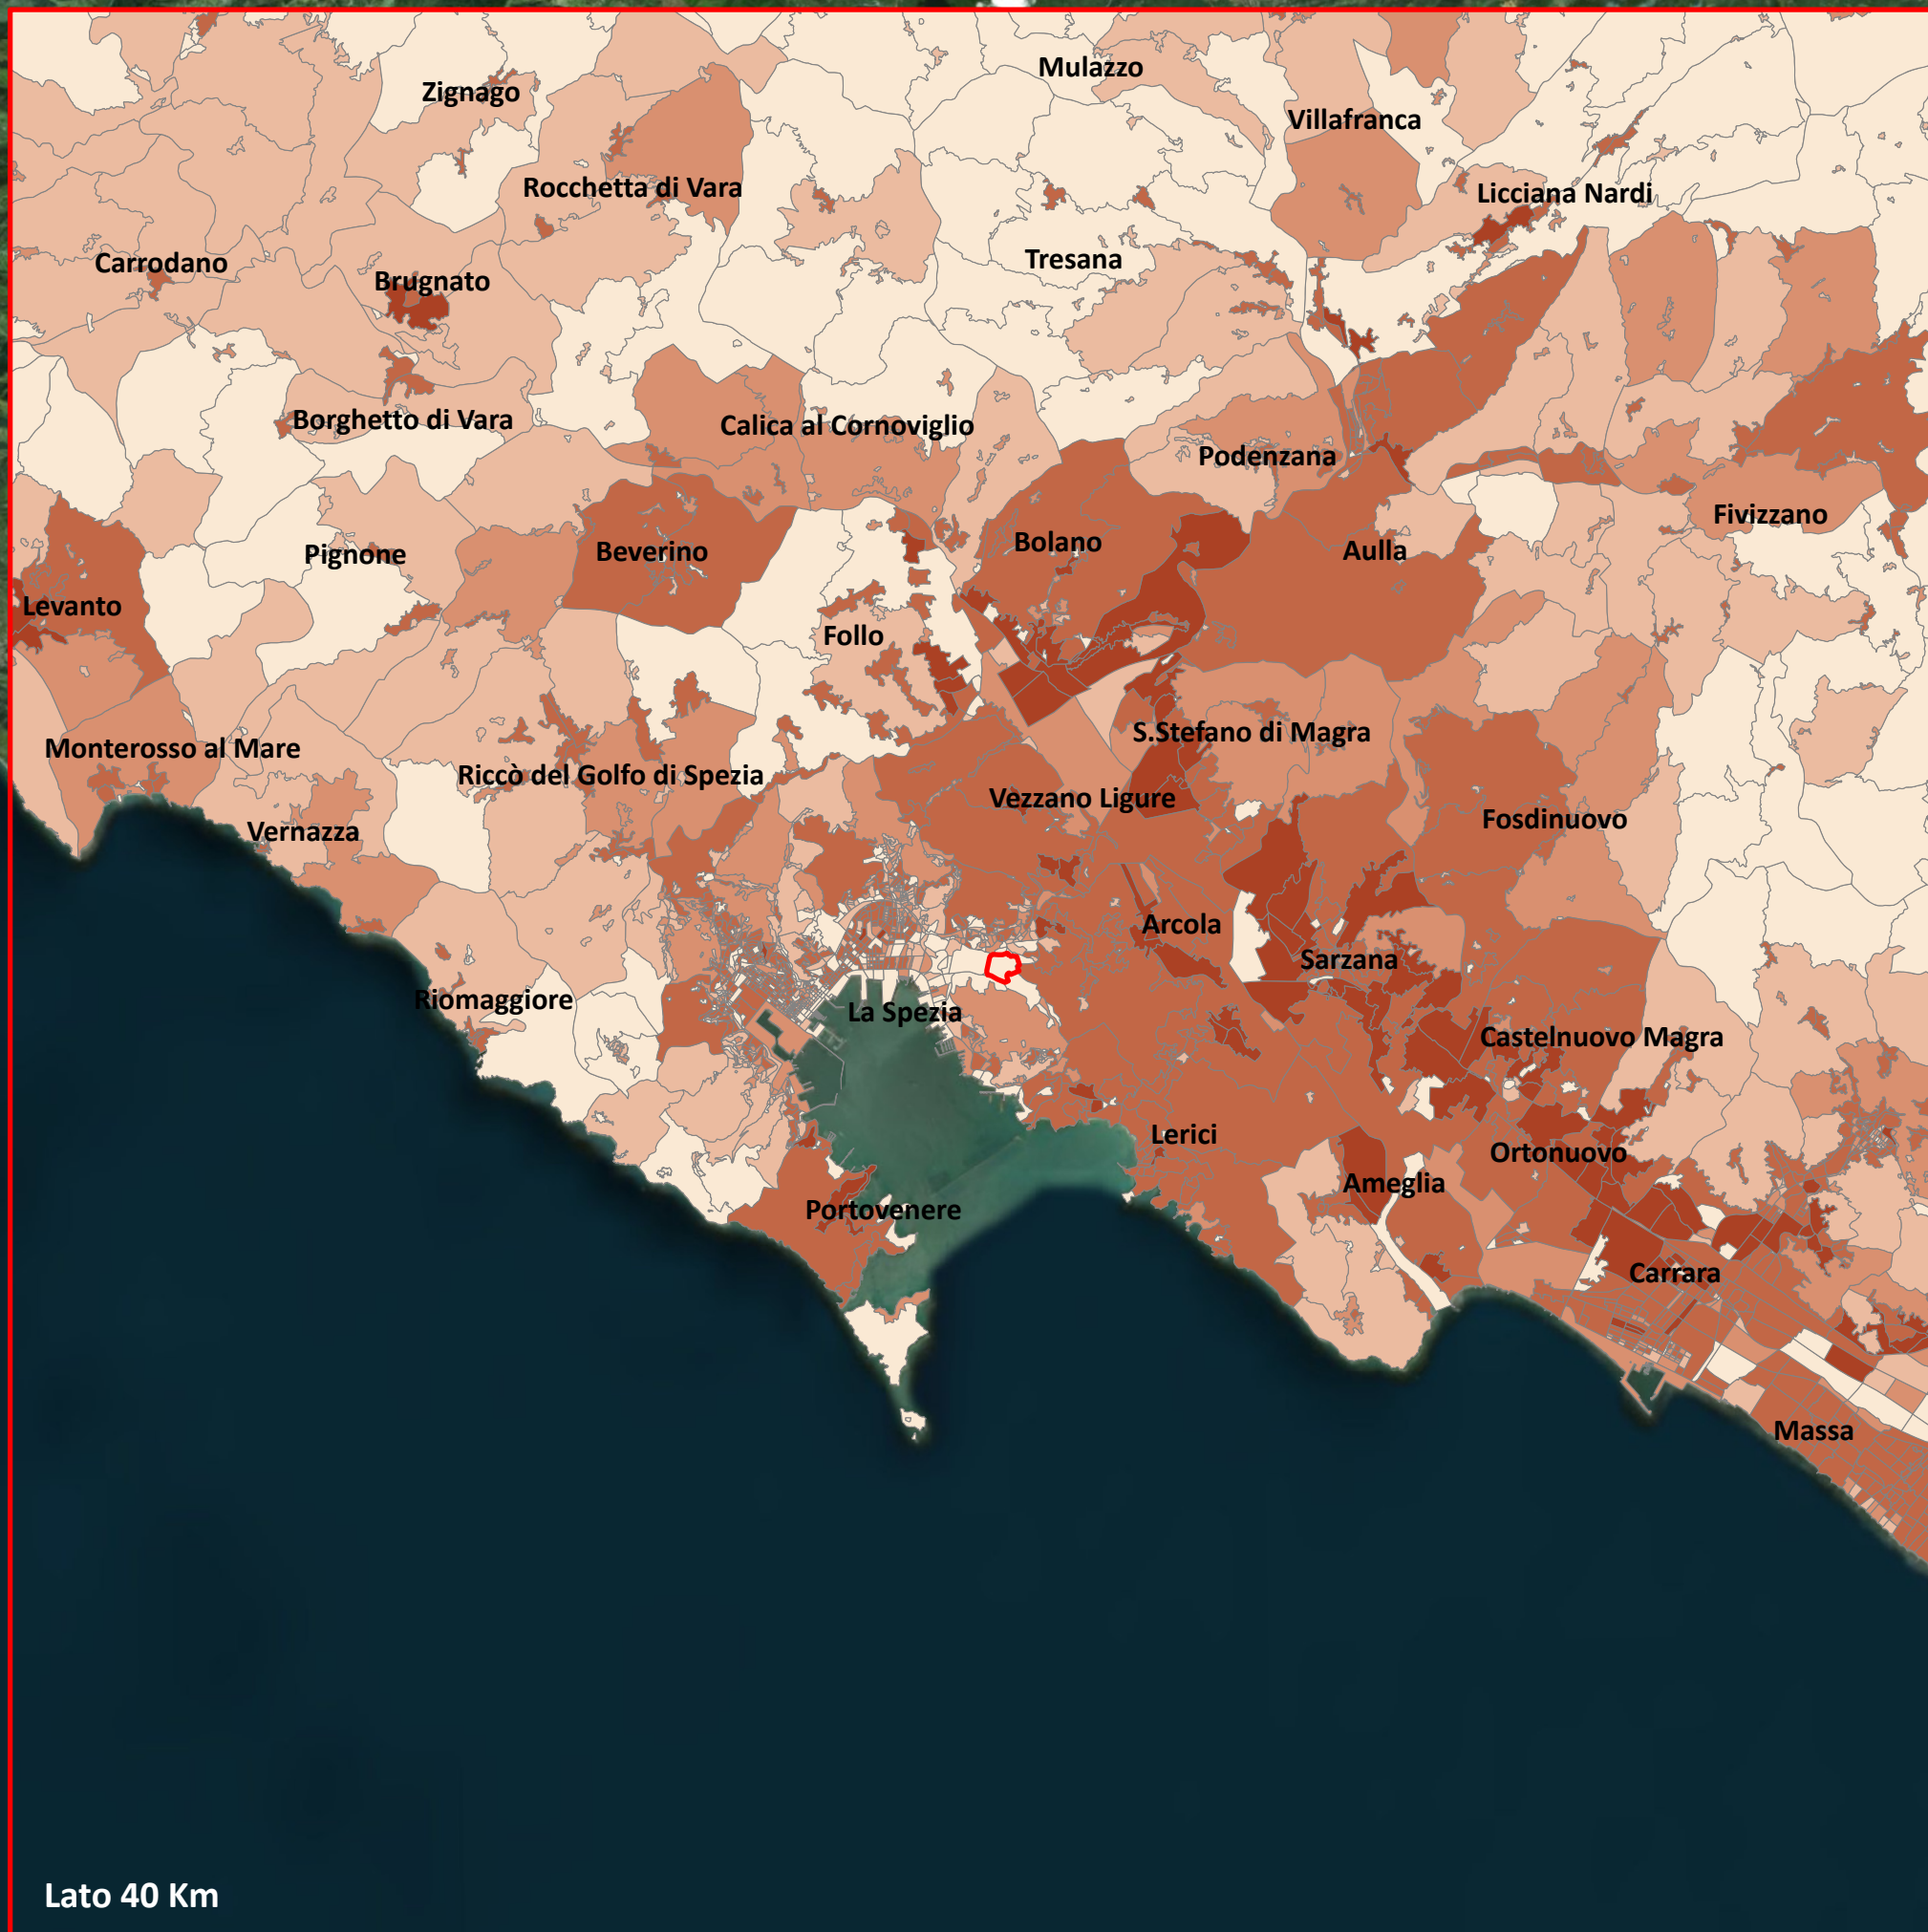 Mulazzo
Zignago
Villafranca
Rocchetta di Vara
Licciana Nardi
Tresana
Carrodano
Brugnato
Borghetto di Vara
Calica al Cornoviglio
Podenzana
Fivizzano
Bolano
Aulla
Beverino
Pignone
Levanto
Follo
S.Stefano di Magra
Monterosso al Mare
Riccò del Golfo di Spezia
Vezzano Ligure
Fosdinuovo
Vernazza
Arcola
Sarzana
Riomaggiore
La Spezia
Castelnuovo Magra
Lerici
Ortonuovo
Ameglia
Portovenere
Carrara
Massa
Lato 40 Km